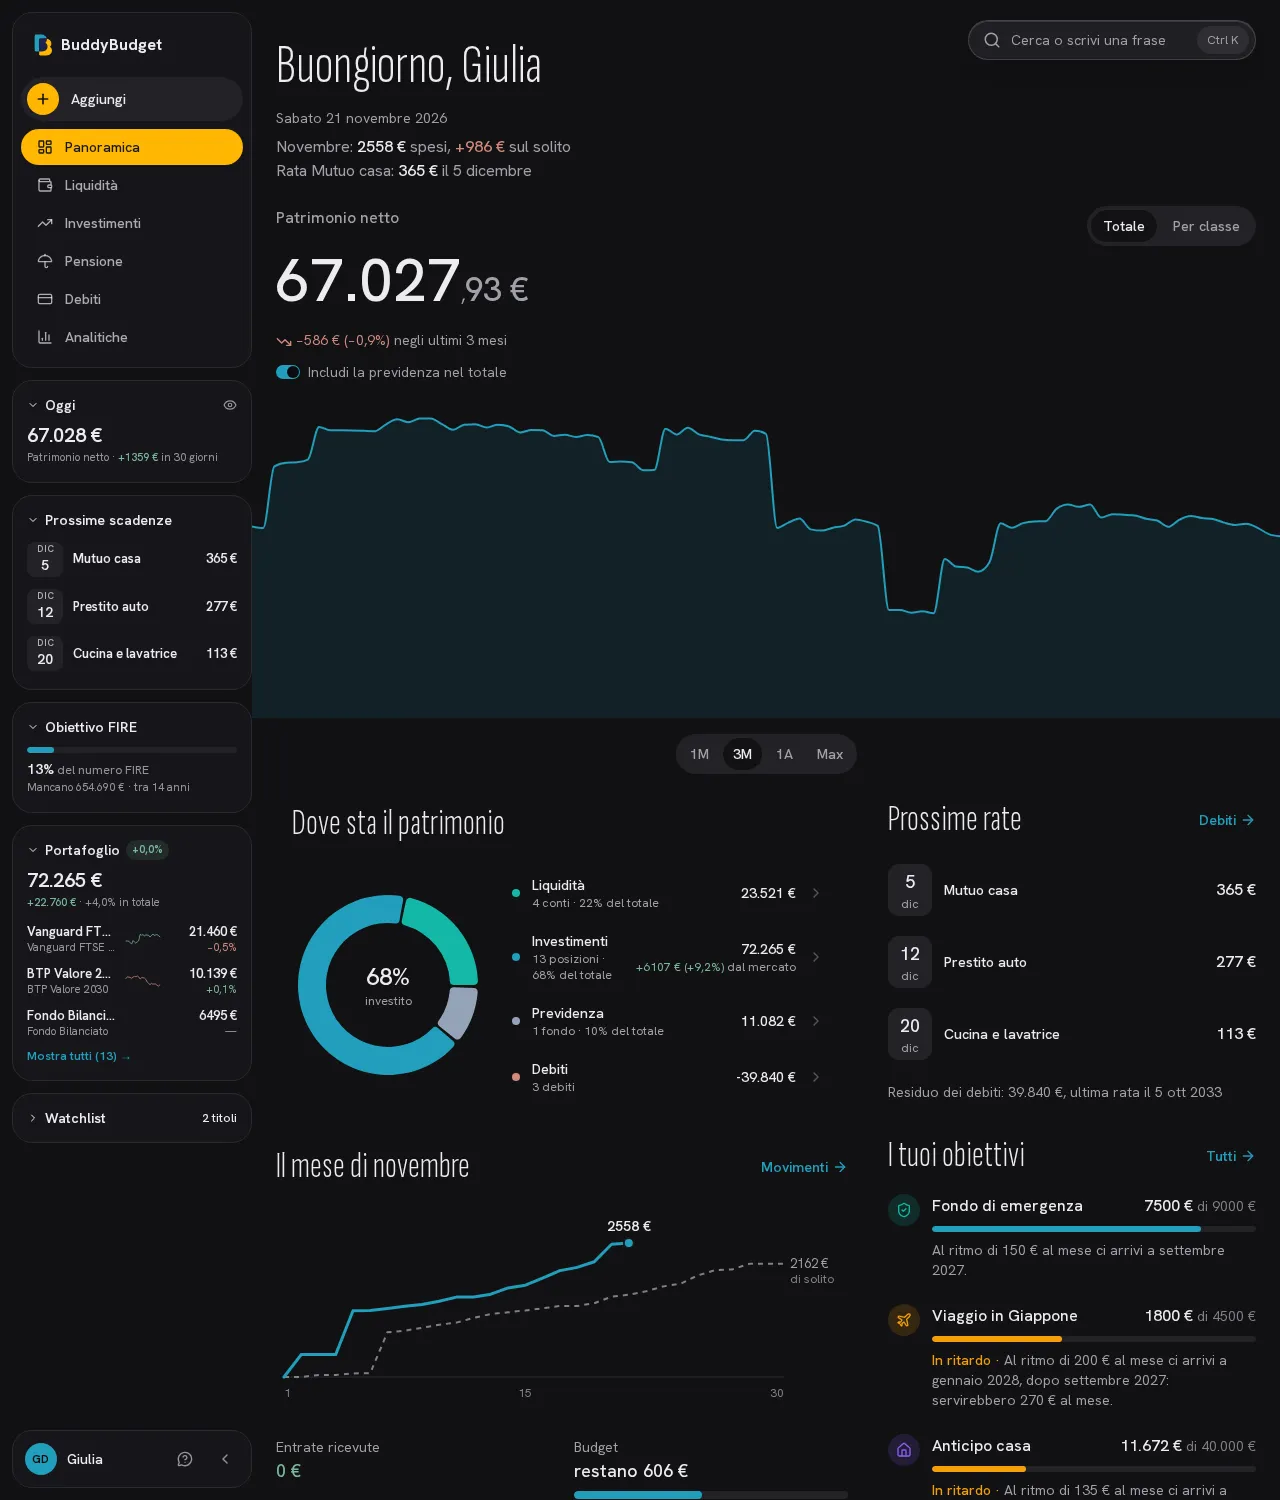 BuddyBudget
Aggiungi
Panoramica
Liquidità
Investimenti
Pensione
Debiti
Analitiche
Oggi
67.028 €
Patrimonio netto · +1359 € in 30 giorni
Prossime scadenze
DIC
5
Mutuo casa
365 €
DIC
12
Prestito auto
277 €
DIC
20
Cucina e lavatrice
113 €
Obiettivo FIRE
13% del numero FIRE
Mancano 654.690 € · tra 14 anni
Portafoglio +0,0%
72.265 €
+22.760 € · +4,0% in totale
Vanguard FT...
21.460 €
Vanguard FTSE ...
−0,5%
BTP Valore 2...
10.139 €
BTP Valore 2030
+0,1%
Fondo Bilanci...
6495 €
Fondo Bilanciato
—
Mostra tutti (13) →
Watchlist
2 titoli
GD
Giulia
Buongiorno, Giulia
Cerca o scrivi una frase
Ctrl K
Sabato 21 novembre 2026
Novembre: 2558 € spesi, +986 € sul solito
Rata Mutuo casa: 365 € il 5 dicembre
Patrimonio netto
Totale
Per classe
67.027,93 €
−586 € (−0,9%) negli ultimi 3 mesi
Includi la previdenza nel totale
1M
3M
1A
Max
Dove sta il patrimonio
68%
investito
Liquidità
4 conti · 22% del totale
23.521 €
Investimenti
13 posizioni ·
68% del totale
72.265 €
+6107 € (+9,2%) dal mercato
Previdenza
1 fondo · 10% del totale
11.082 €
Debiti
3 debiti
-39.840 €
Il mese di novembre
Movimenti →
2558 €
2162 €
di solito
1
15
30
Entrate ricevute
0 €
Budget
restano 606 €
Prossime rate
Debiti →
5
dic
Mutuo casa
365 €
12
dic
Prestito auto
277 €
20
dic
Cucina e lavatrice
113 €
Residuo dei debiti: 39.840 €, ultima rata il 5 ott 2033
I tuoi obiettivi
Tutti →
Fondo di emergenza
7500 € di 9000 €
Al ritmo di 150 € al mese ci arrivi a settembre
2027.
Viaggio in Giappone
1800 € di 4500 €
In ritardo · Al ritmo di 200 € al mese ci arrivi a
gennaio 2028, dopo settembre 2027:
servirebbero 270 € al mese.
Anticipo casa
11.672 € di 40.000 €
In ritardo · Al ritmo di 135 € al mese ci arrivi a